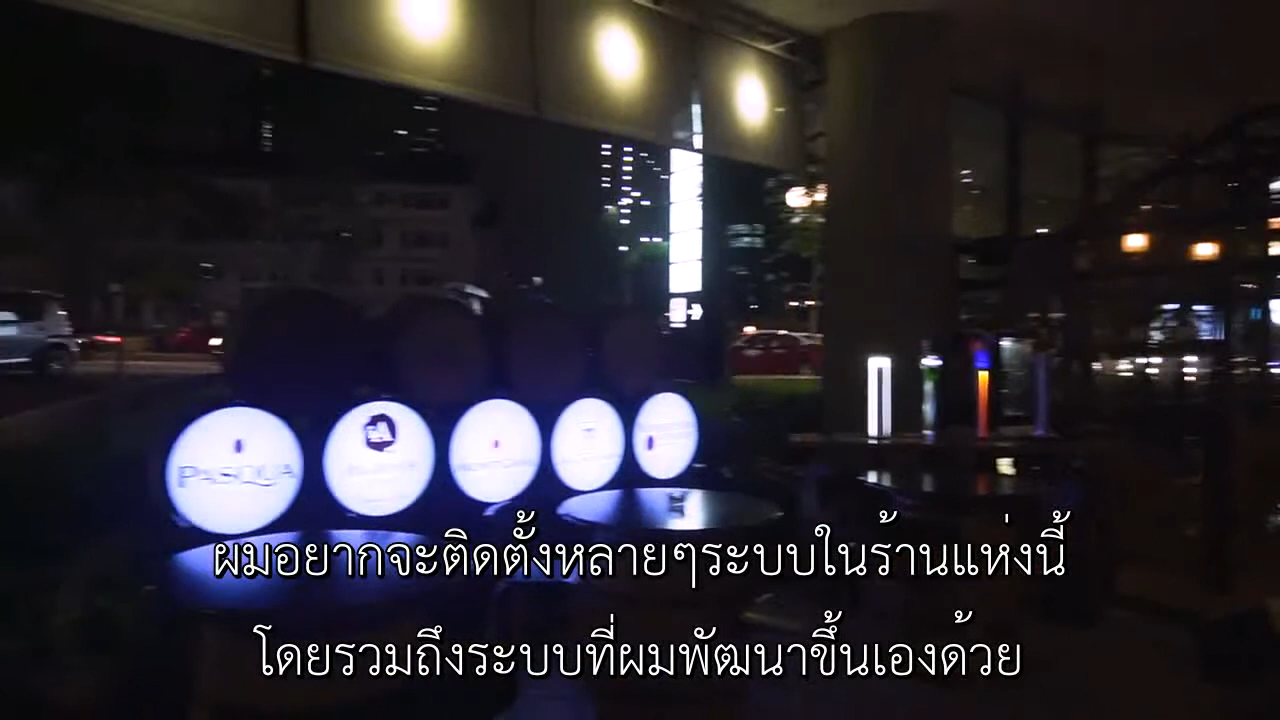 PASQUA
ผมอยากจะติดตั้งหลายๆระบบในร้านแห่งนี้
โดยรวมถึงระบบที่ผมพัฒนาขึ้นเองด้วย